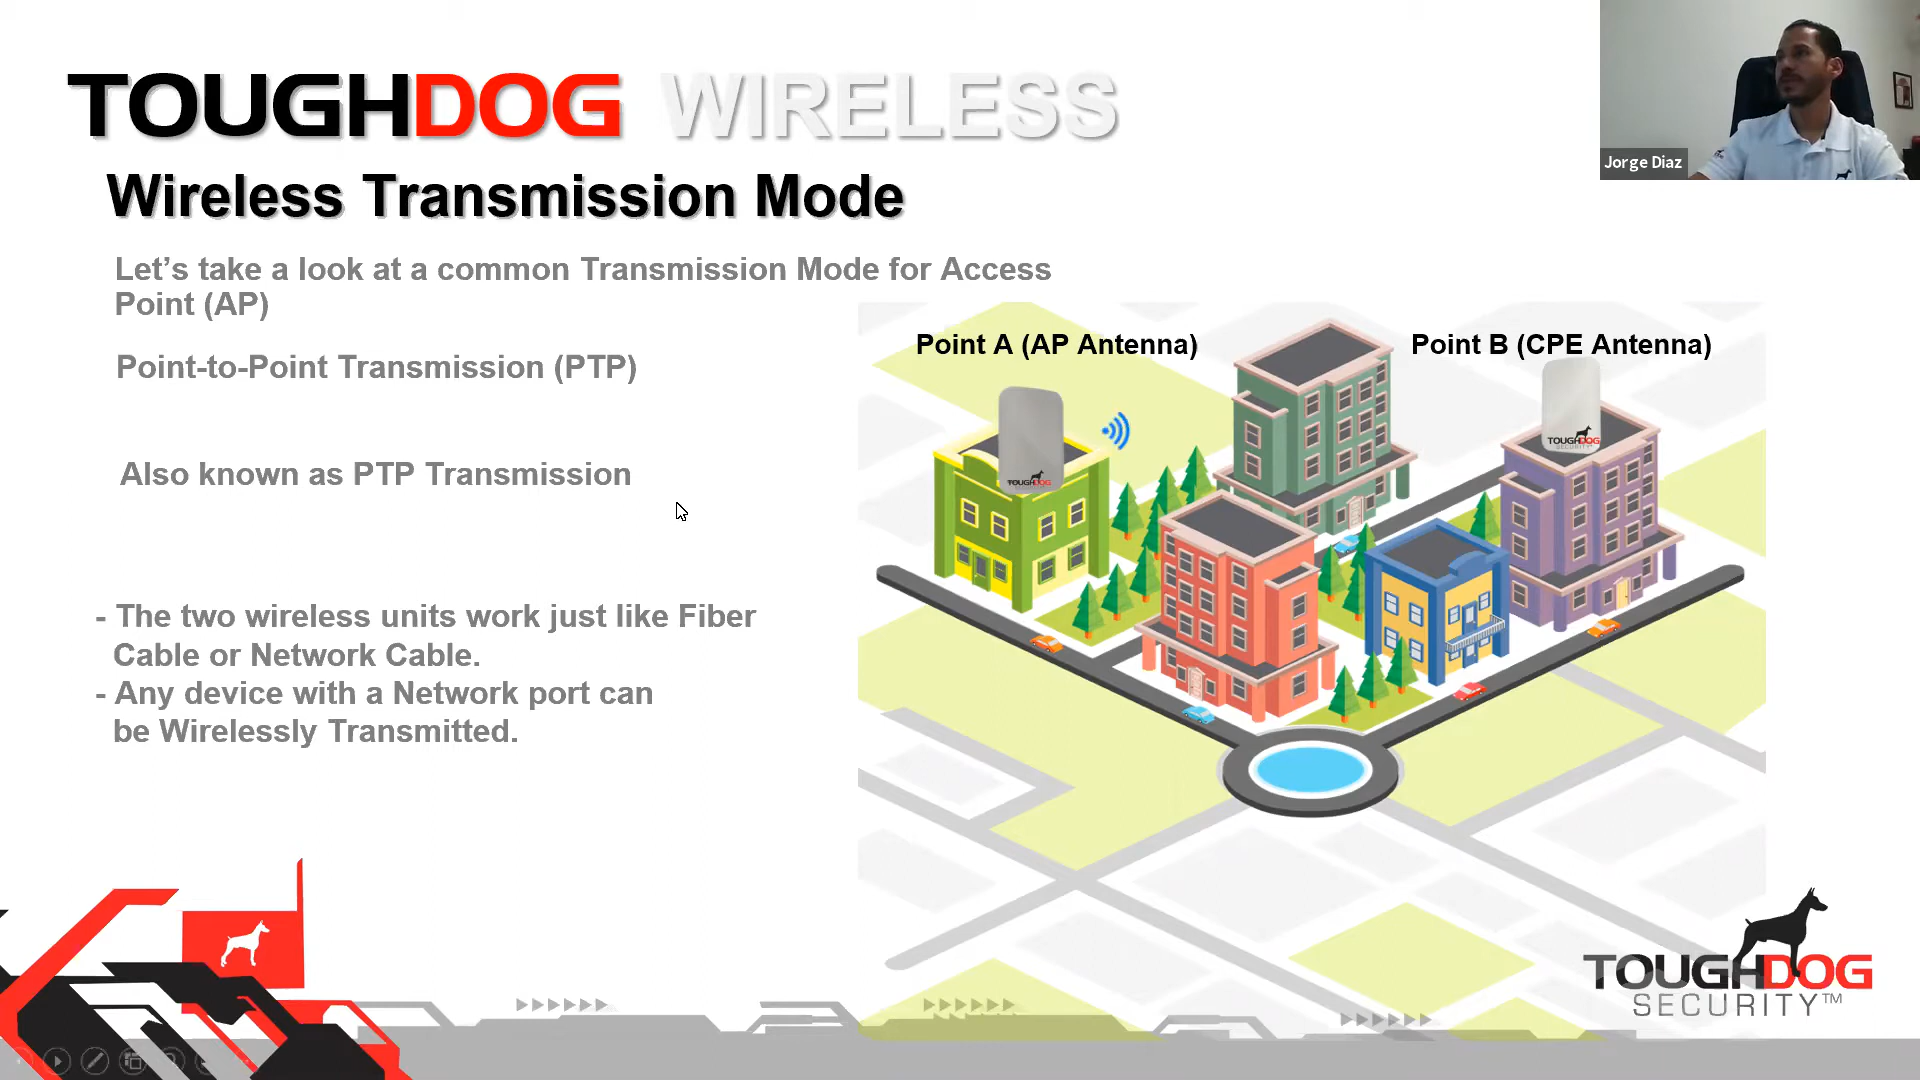 TOUGHDOG WIRELESS
Jorge Diaz
Wireless Transmission Mode
Let’s take a look at a common Transmission Mode for Access
Point (AP)
Point-to-Point Transmission (PTP)
Also known as PTP Transmission
- The two wireless units work just like Fiber
Cable or Network Cable.
- Any device with a Network port can
be Wirelessly Transmitted.
Point A (AP Antenna)
Point B (CPE Antenna)
TOUGHDOG
TOUGHDOG
SECURITY
TOUGHDOG
SECURITY™